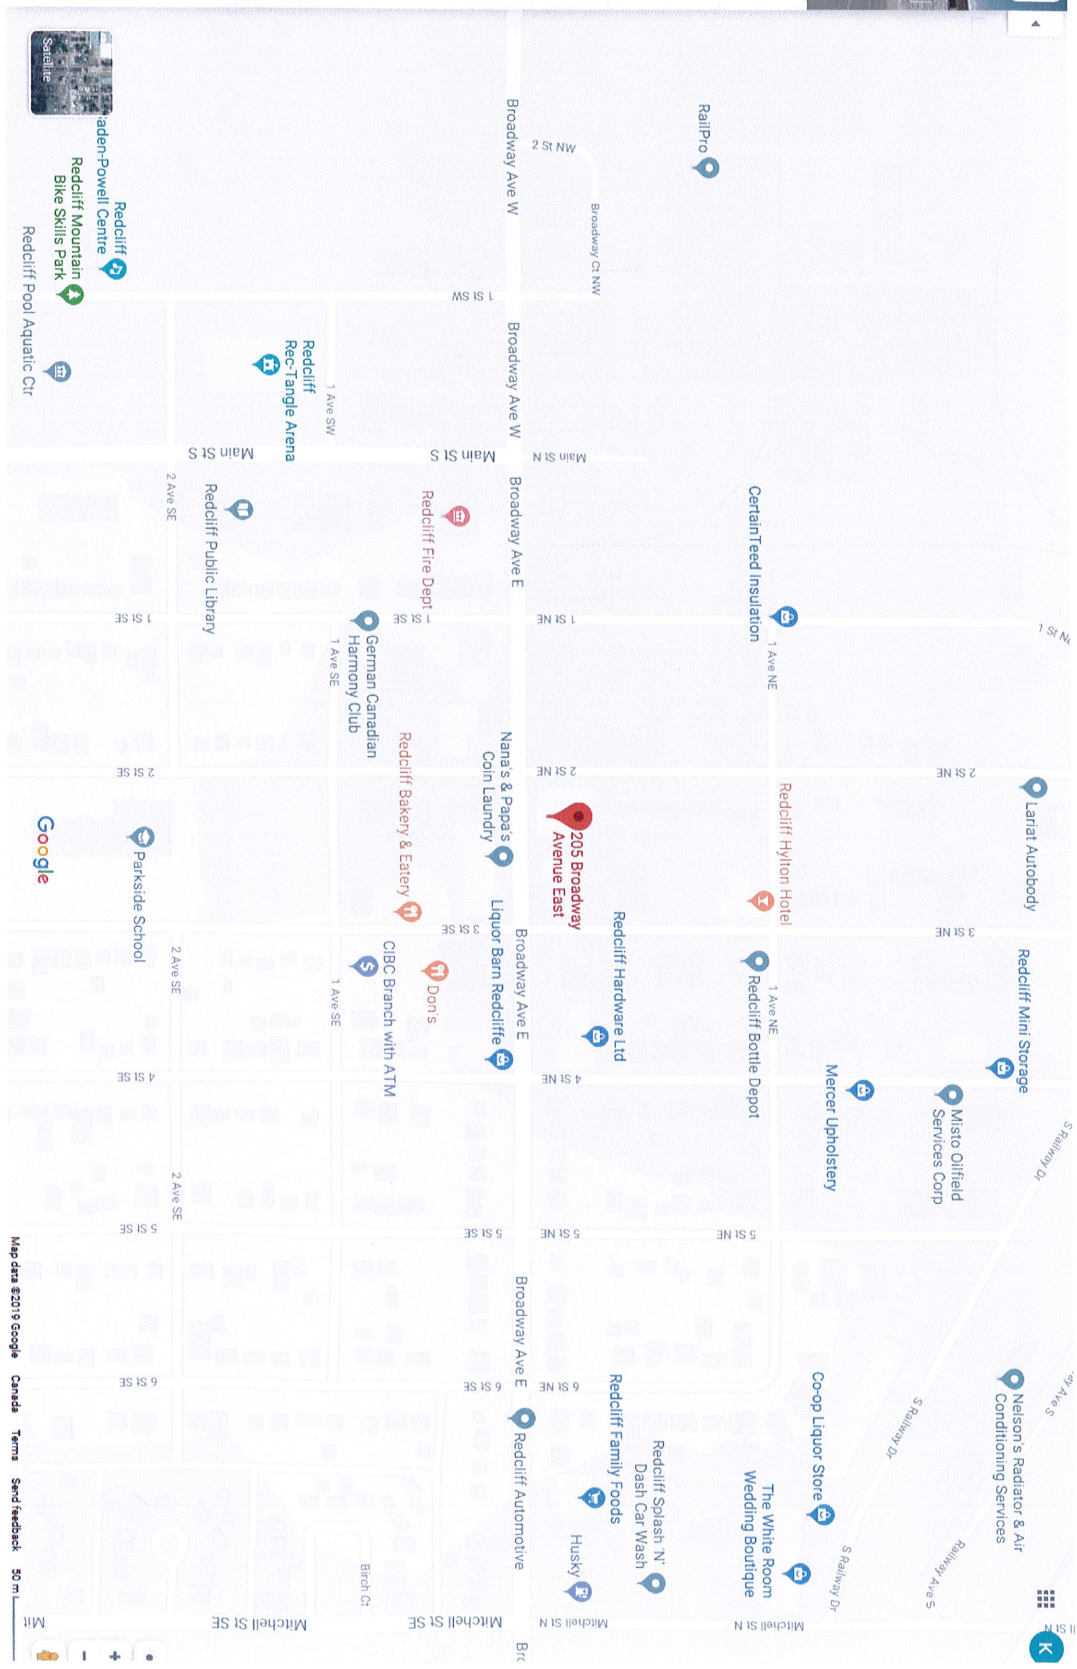 RailPro
2 St NW
Broadway Ave W
Broadway Ct NW
1 St SW
Satellite
aden-Powell Centre
Redcliff
Redcliff Mountain
Bike Skills Park
Redcliff Pool Aquatic Ctr
Redcliff
Rec-Tangle Arena
1 Ave SW
Broadway Ave W
Main St N
Main St S
Main St S
Broadway Ave E
2 Ave SE
Redcliff Public Library
Redcliff Fire Dept
CertainTeed Insulation
1 St NE
1 St SE
1 St SE
1 Ave NE
1 Ave SE
German Canadian
Harmony Club
2 St NE
2 St NE
2 St SE
Lariat Autobody
Redcliff Hylton Hotel
205 Broadway
Avenue East
Nana's & Papa's
Coin Laundry
Redcliff Bakery & Eatery
Parkside School
Google
3 St NE
3 St SE
Redcliff Mini Storage
Redcliff Hardware Ltd
Liquor Barn Redcliffe
Broadway Ave E
Don's
CIBC Branch with ATM
1 Ave SE
2 Ave SE
1 Ave NE
Redcliff Bottle Depot
Mercer Upholstery
Misto Oilfield
Services Corp
S Railway Dr
4 St NE
4 St SE
2 Ave SE
5 St NE
5 St NE
5 St SE
5 St SE
Broadway Ave E
6 St NE
6 St SE
6 St SE
Redcliff Automotive
Redcliff Family Foods
Redcliff Splash 'N'
Dash Car Wash
Husky
The White Room
Wedding Boutique
Co-op Liquor Store
Nelson's Radiator & Air
Conditioning Services
S Railway Dr
S Railway Dr
Railway Ave S
ay Ave S
Birch Ct
Mitchell St N
Mitchell St N
Mitchell St SE
Mitchell St SE
Mit
Brc
K
Map data ©2019 Google Canada Terms Send feedback 50 m